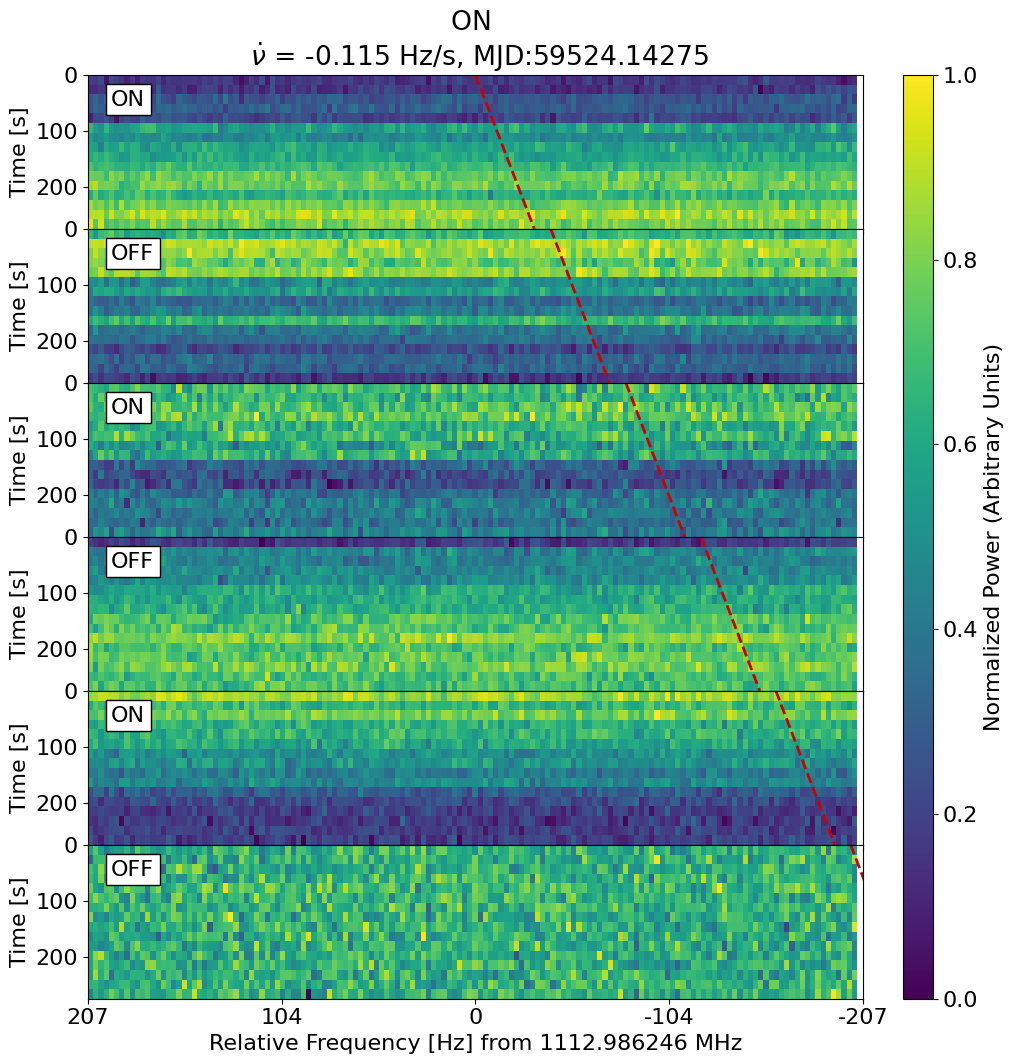 ON
ν̇ = -0.115 Hz/s, MJD:59524.14275
0
ON
100
Time [s]
200
0
OFF
100
Time [s]
200
0
ON
100
Time [s]
200
0
OFF
100
Time [s]
200
0
ON
100
Time [s]
200
0
OFF
100
Time [s]
200
207 104 0 -104 -207
Relative Frequency [Hz] from 1112.986246 MHz
1.0
0.8
0.6
0.4
0.2
0.0
Normalized Power (Arbitrary Units)